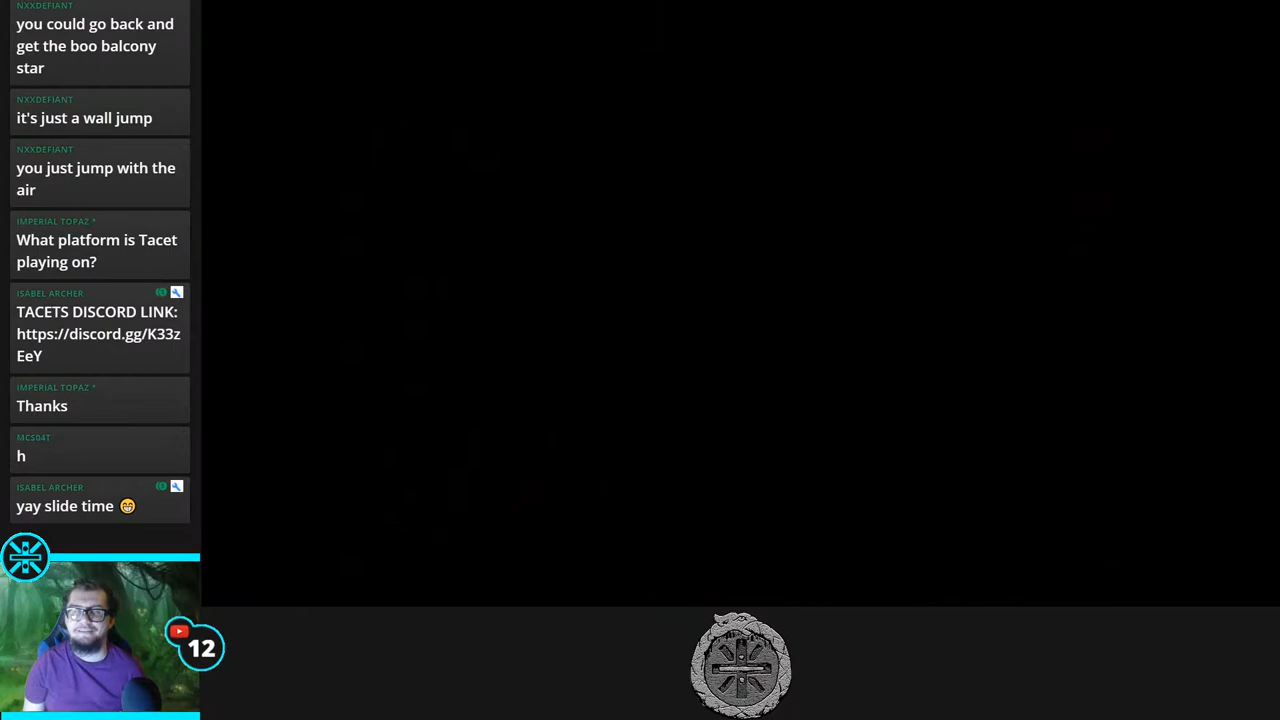 NXXDEFIANT
you could go back and
get the boo balcony
star
NXXDEFIANT
it's just a wall jump
NXXDEFIANT
you just jump with the
air
IMPERIAL TOPAZ *
What platform is Tacet
playing on?
ISABEL ARCHER
TACETS DISCORD LINK:
https://discord.gg/K33z
EeY
IMPERIAL TOPAZ *
Thanks
MCS04T
h
ISABEL ARCHER
yay slide time 😁
12